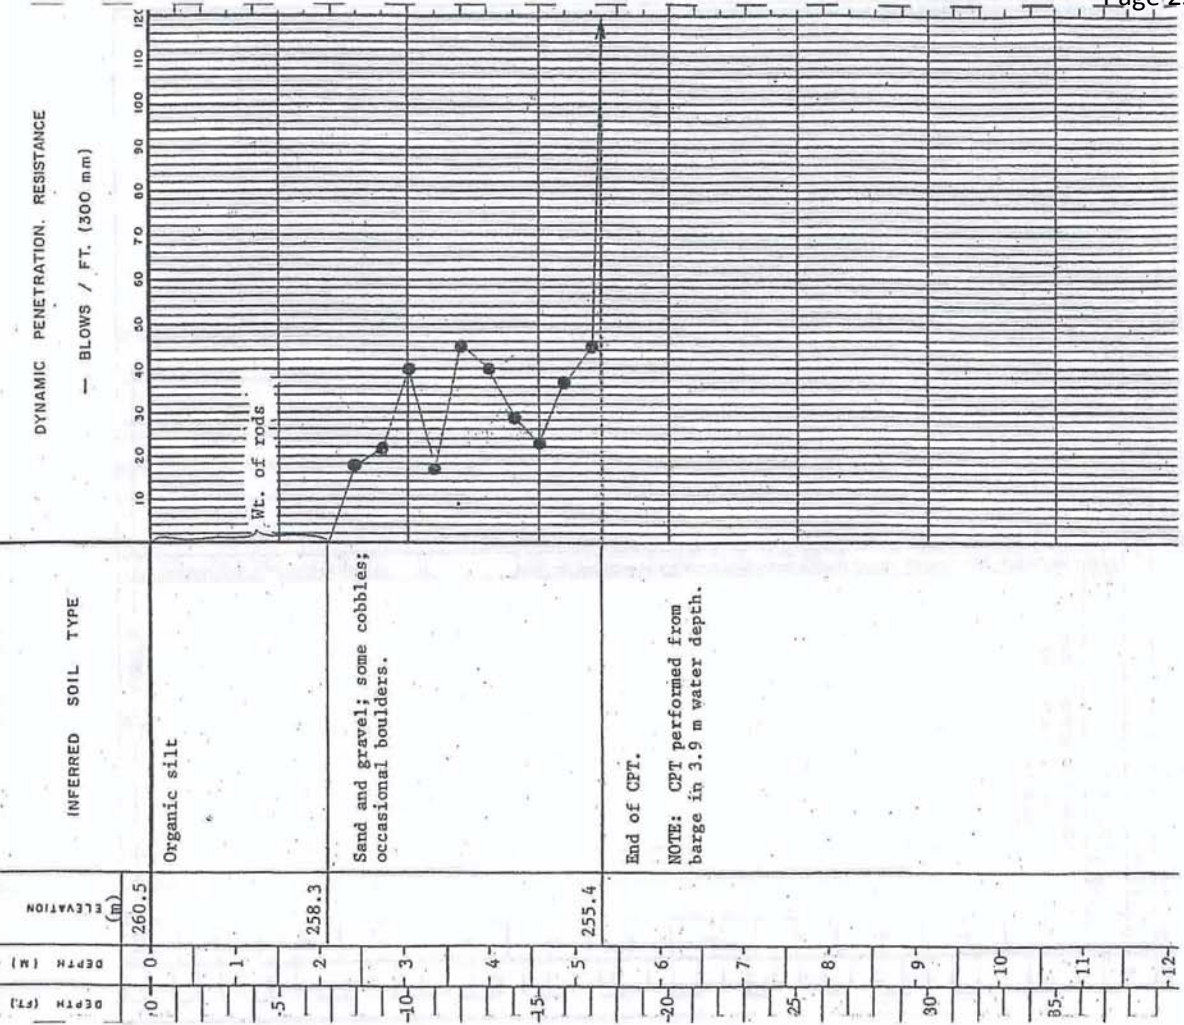 DYNAMIC PENETRATION. RESISTANCE
— BLOWS / FT. (300 mm)
10
20
30
40
50
60
70
80
90
100
110
120
Wt. of rods
INFERRED SOIL TYPE
Organic silt
Sand and gravel; some cobbles;
occasional boulders.
End of CPT.
NOTE: CPT performed from
barge in 3.9 m water depth.
ELEVATION
(m)
260.5
258.3
255.4
DEPTH (M)
0
1
2
3
4
5
6
7
8
9
10
11
12
DEPTH (FT.)
0
5
10
15
20
25
30
35